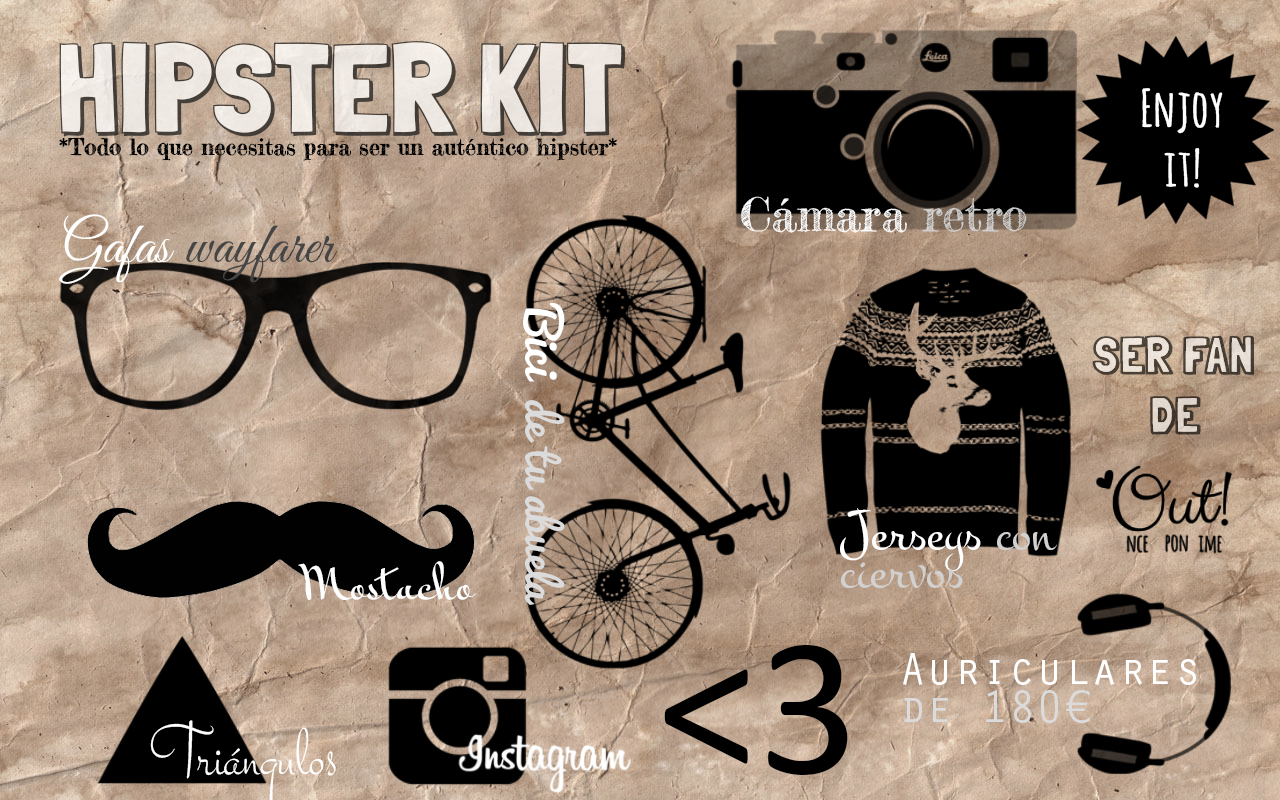 HIPSTER KIT
*Todo lo que necesitas para ser un auténtico hipster*
Leica
Cámara retro
ENJOY
IT!
Gafas wayfarer
Bici de tu abuela
Jerseys con
ciervos
SER FAN
DE
Out!
NCE PON IME
Mostacho
Triángulos
Instagram
<3
AURICULARES
DE 180€